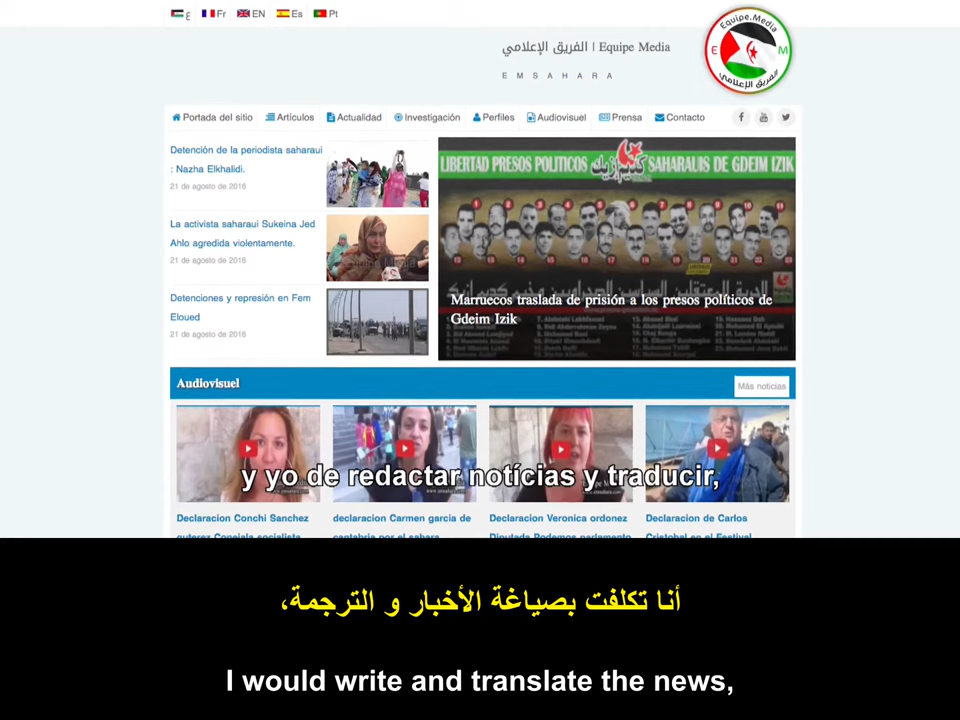 ع Fr EN Es Pt
الفريق الإعلامي | Equipe Media
EMSAHARA
Equipe.Media
E M
الفريق الإعلامي
Portada del sitio Artículos Actualidad Investigación Perfiles Audiovisuel Prensa Contacto
Detención de la periodista saharaui
: Nazha Elkhalidi.
21 de agosto de 2016
La activista saharaui Sukeina Jed
Ahlo agredida violentamente.
21 de agosto de 2016
Detenciones y represión en Fem
Eloued
21 de agosto de 2016
LIBERTAD PRESOS POLITICOS SAHARAUIS DE GDEIM IZIK
Marruecos traslada de prisión a los presos políticos de
Gdeim Izik
Audiovisuel
Más noticias
y yo de redactar notícias y traducir,
Declaracion Conchi Sanchez
declaracion Carmen garcia de
Declaracion Veronica ordonez
Declaracion de Carlos
أنا تكلفت بصياغة الأخبار و الترجمة،
I would write and translate the news,